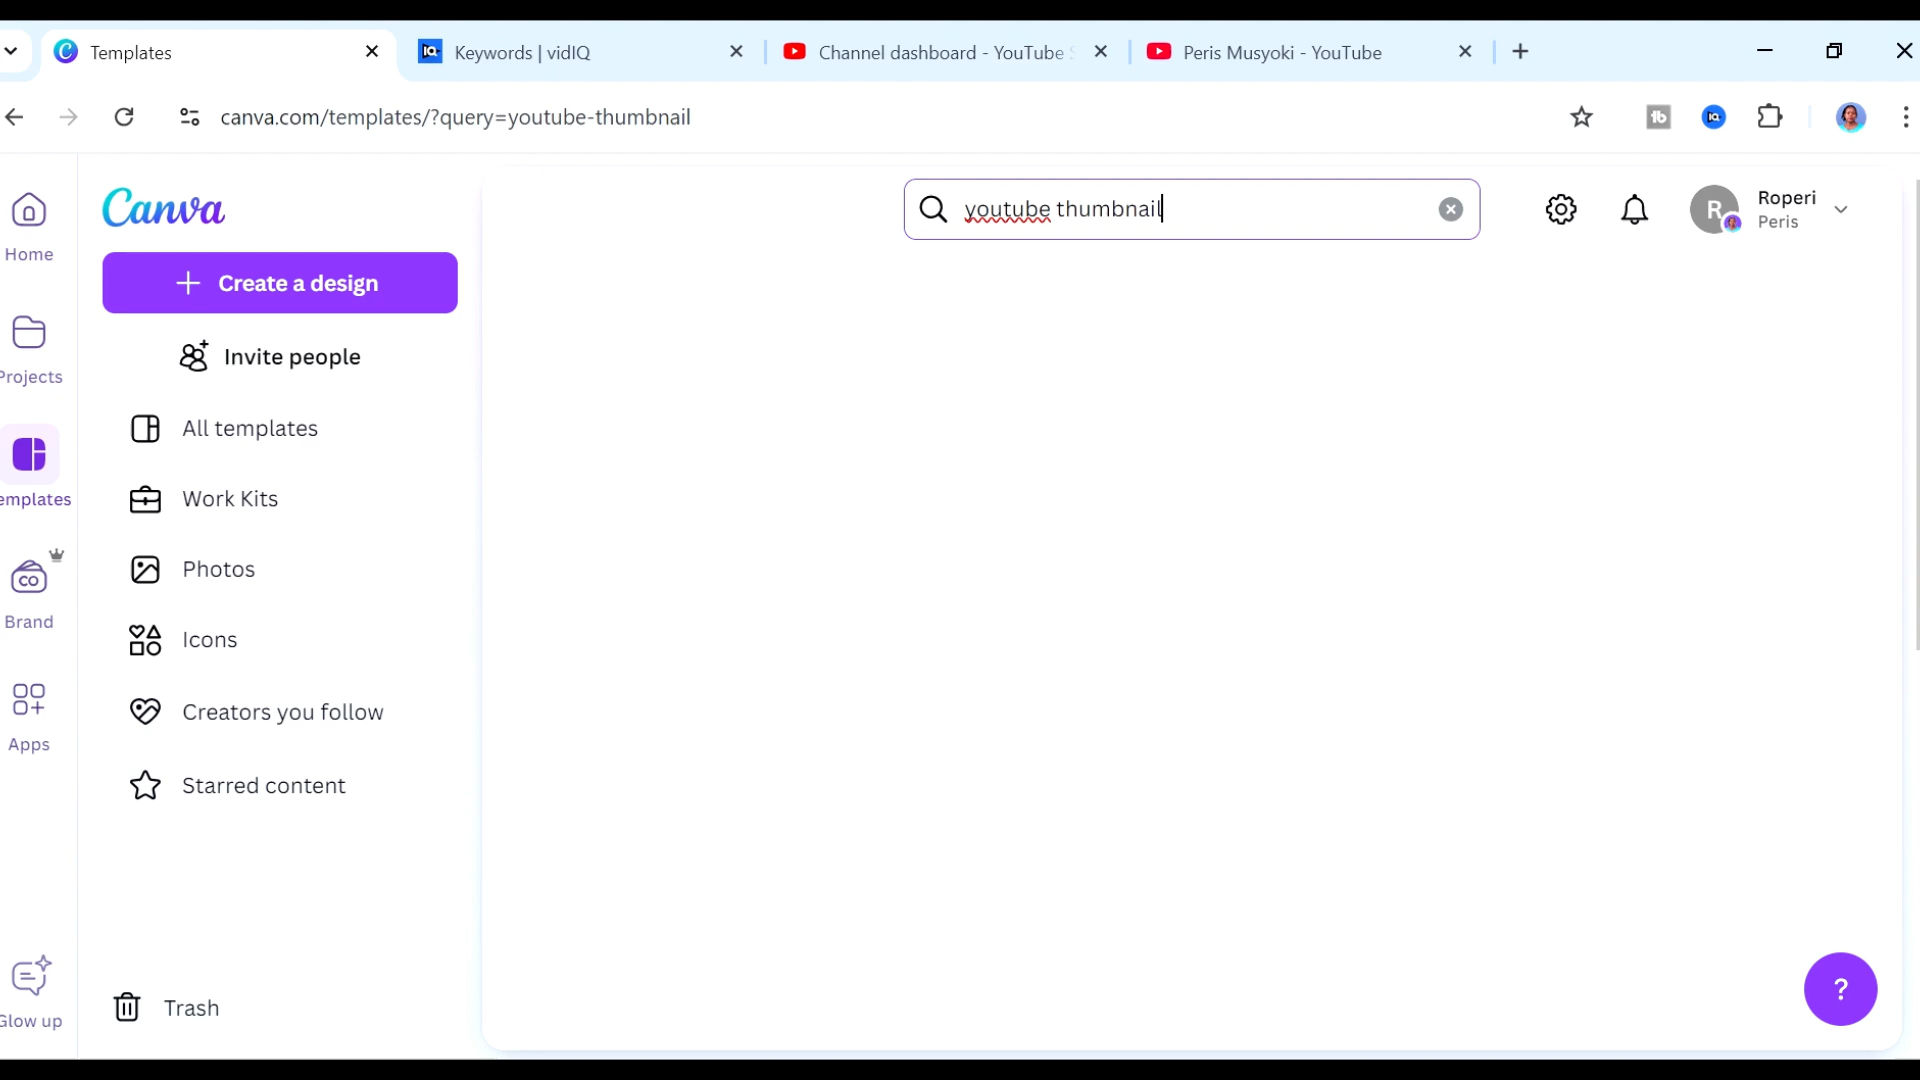 Templates
Keywords | vidIQ
Channel dashboard - YouTube S
Peris Musyoki - YouTube
canva.com/templates/?query=youtube-thumbnail
Canva
youtube thumbnail
R
Roperi
Peris
Home
Create a design
Invite people
Projects
All templates
emplates
Work Kits
Photos
CO
Brand
Icons
Creators you follow
Apps
Starred content
Trash
Glow up
?